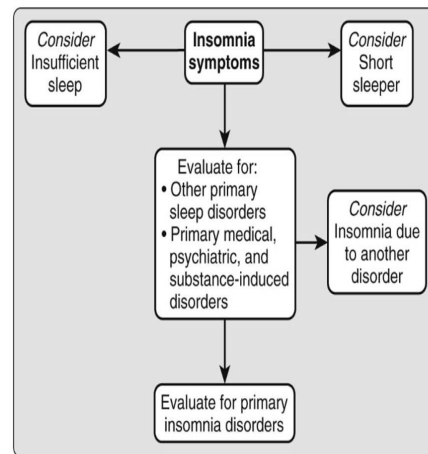 Consider
Insufficient
sleep
Insomnia
symptoms
Consider
Short
sleeper
Evaluate for:
• Other primary
sleep disorders
• Primary medical,
psychiatric, and
substance-induced
disorders
Consider
Insomnia due
to another
disorder
Evaluate for primary
insomnia disorders